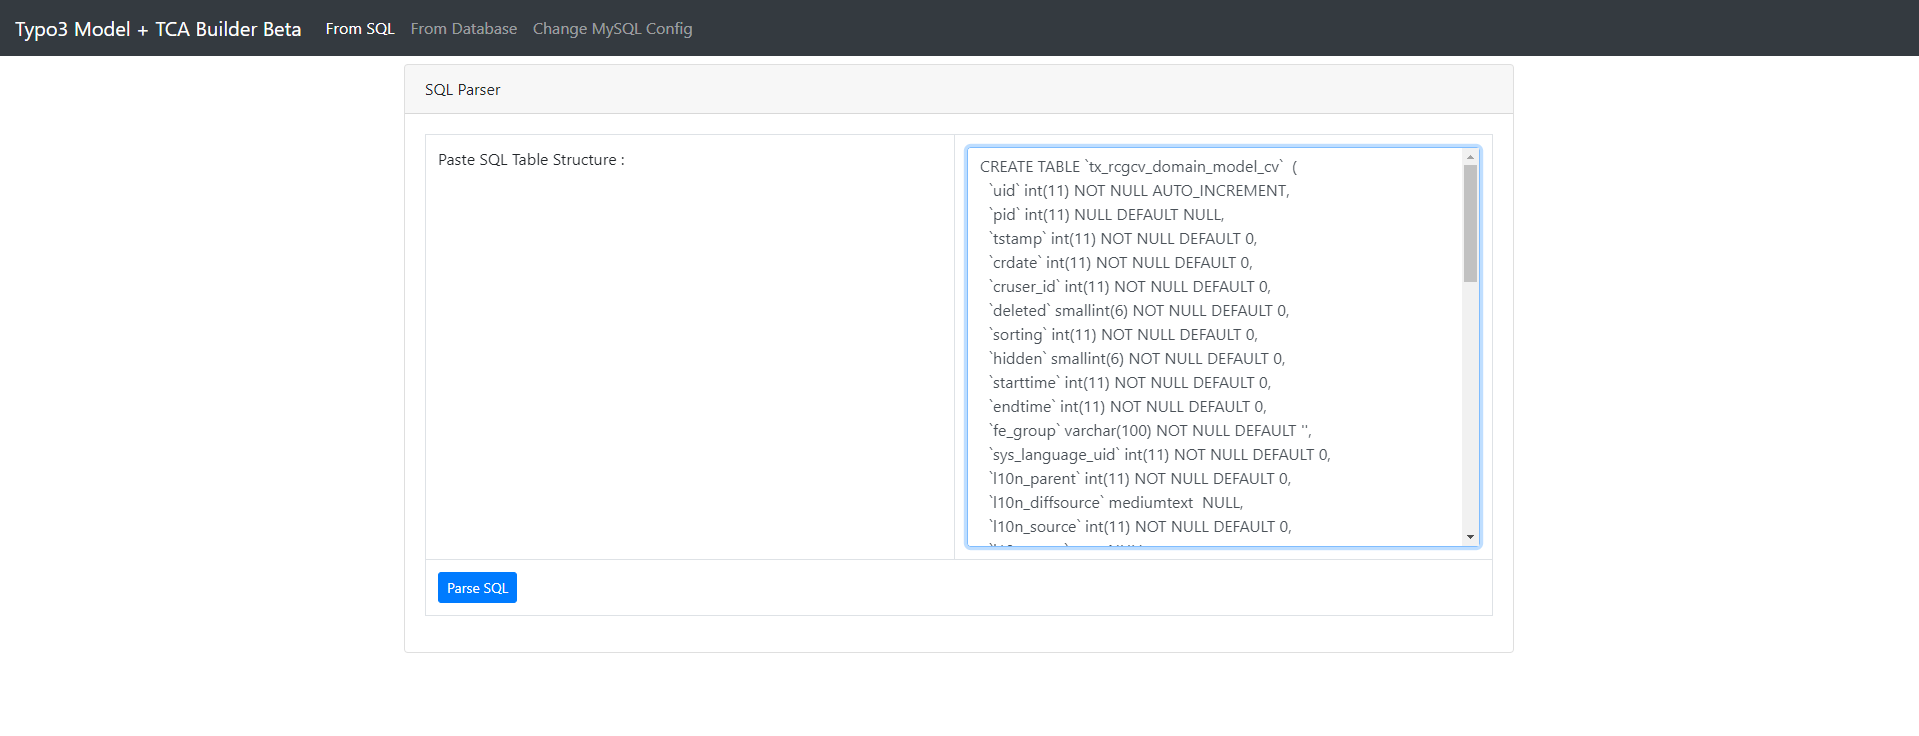 Typo3 Model + TCA Builder Beta From SQL From Database Change MySQL Config
SQL Parser
Paste SQL Table Structure :
CREATE TABLE `tx_rcgcv_domain_model_cv`  (
`uid` int(11) NOT NULL AUTO_INCREMENT,
`pid` int(11) NULL DEFAULT NULL,
`tstamp` int(11) NOT NULL DEFAULT 0,
`crdate` int(11) NOT NULL DEFAULT 0,
`cruser_id` int(11) NOT NULL DEFAULT 0,
`deleted` smallint(6) NOT NULL DEFAULT 0,
`sorting` int(11) NOT NULL DEFAULT 0,
`hidden` smallint(6) NOT NULL DEFAULT 0,
`starttime` int(11) NOT NULL DEFAULT 0,
`endtime` int(11) NOT NULL DEFAULT 0,
`fe_group` varchar(100) NOT NULL DEFAULT '',
`sys_language_uid` int(11) NOT NULL DEFAULT 0,
`l10n_parent` int(11) NOT NULL DEFAULT 0,
`l10n_diffsource` mediumtext  NULL,
`l10n_source` int(11) NOT NULL DEFAULT 0,
Parse SQL